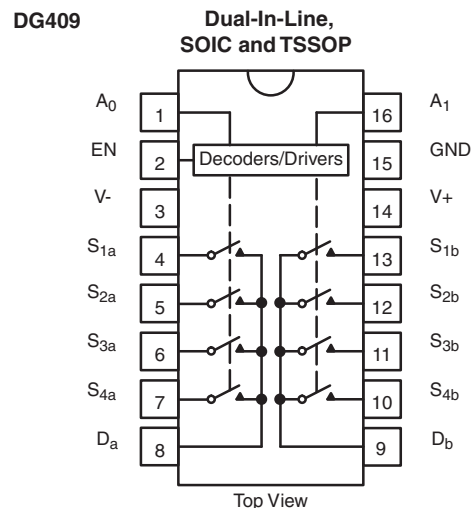 DG409
Dual-In-Line,
SOIC and TSSOP
A0 1 16 A1
EN 2 Decoders/Drivers 15 GND
V- 3 14 V+
S1a 4 13 S1b
S2a 5 12 S2b
S3a 6 11 S3b
S4a 7 10 S4b
Da 8 9 Db
Top View